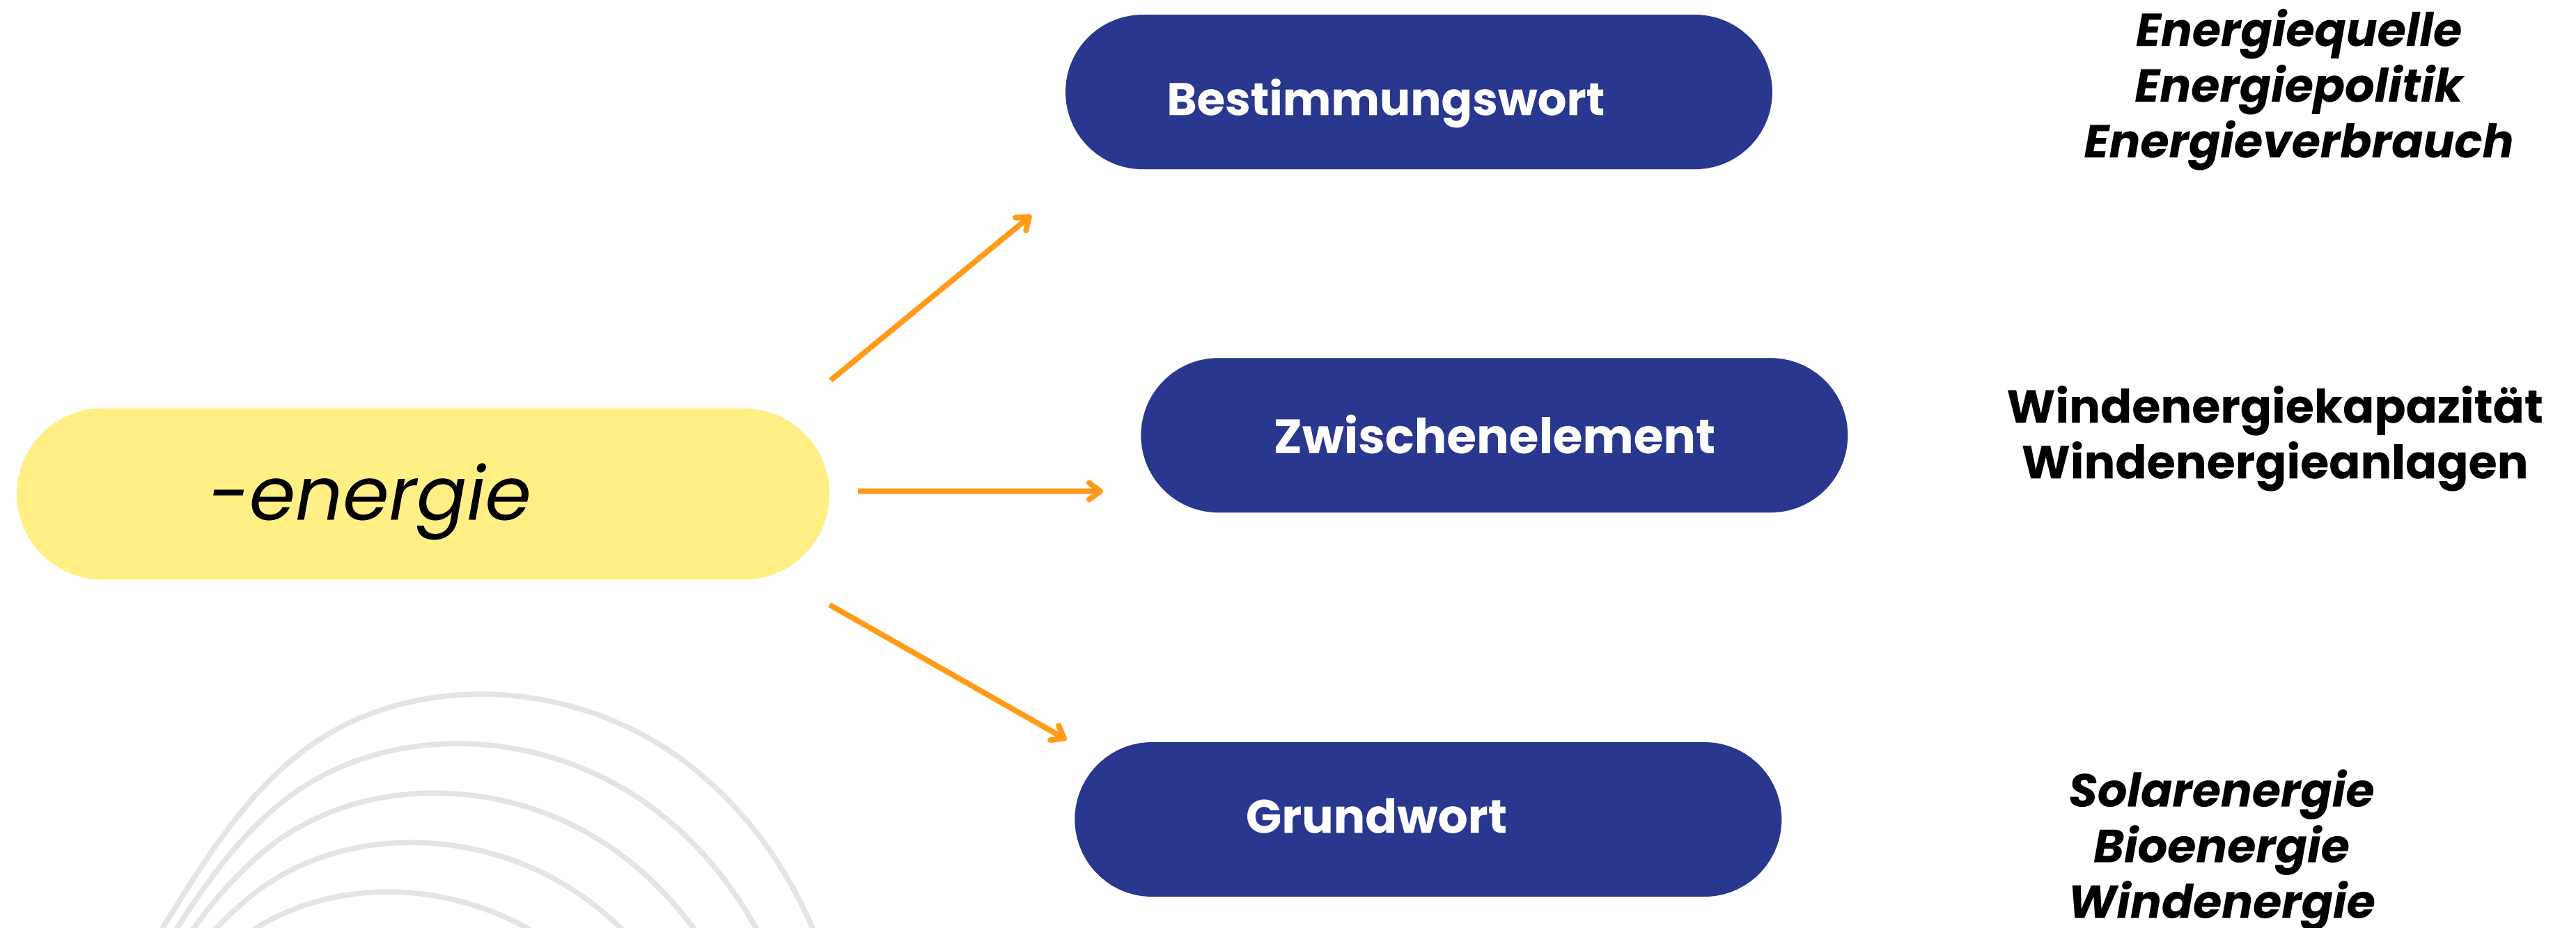 Bestimmungswort
Energiequelle
Energiepolitik
Energieverbrauch
-energie
Zwischenelement
Windenergiekapazität
Windenergieanlagen
Grundwort
Solarenergie
Bioenergie
Windenergie